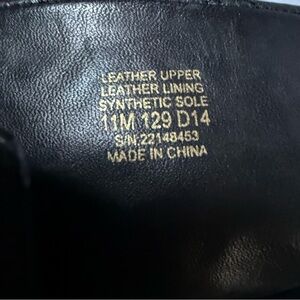 LEATHER UPPER
LEATHER LINING
SYNTHETIC SOLE
11M 129 D14
S/N:22148453
MADE IN CHINA